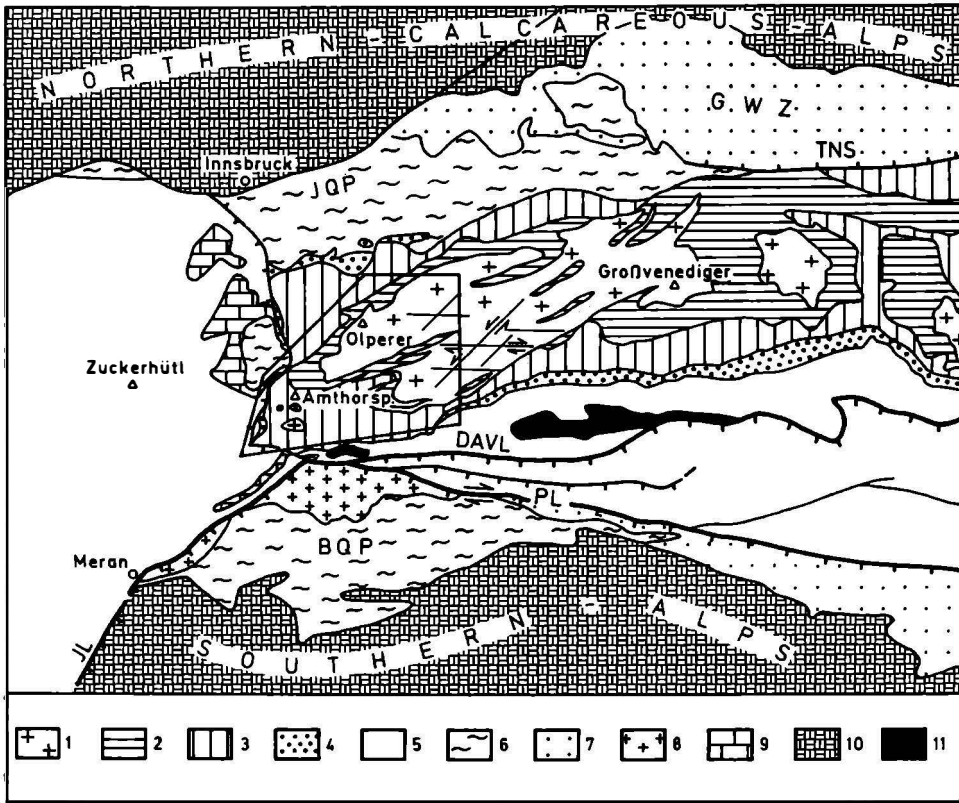 NORTHERN - CALCAREOUS - ALPS
G W Z
TNS
Innsbruck
JQP
Großvenediger
Olperer
Zuckerhütl
Amthorsp.
DAVL
PL
BQP
Meran
JL
SOUTHERN - ALPS
1 2 3 4 5 6 7 8 9 10 11